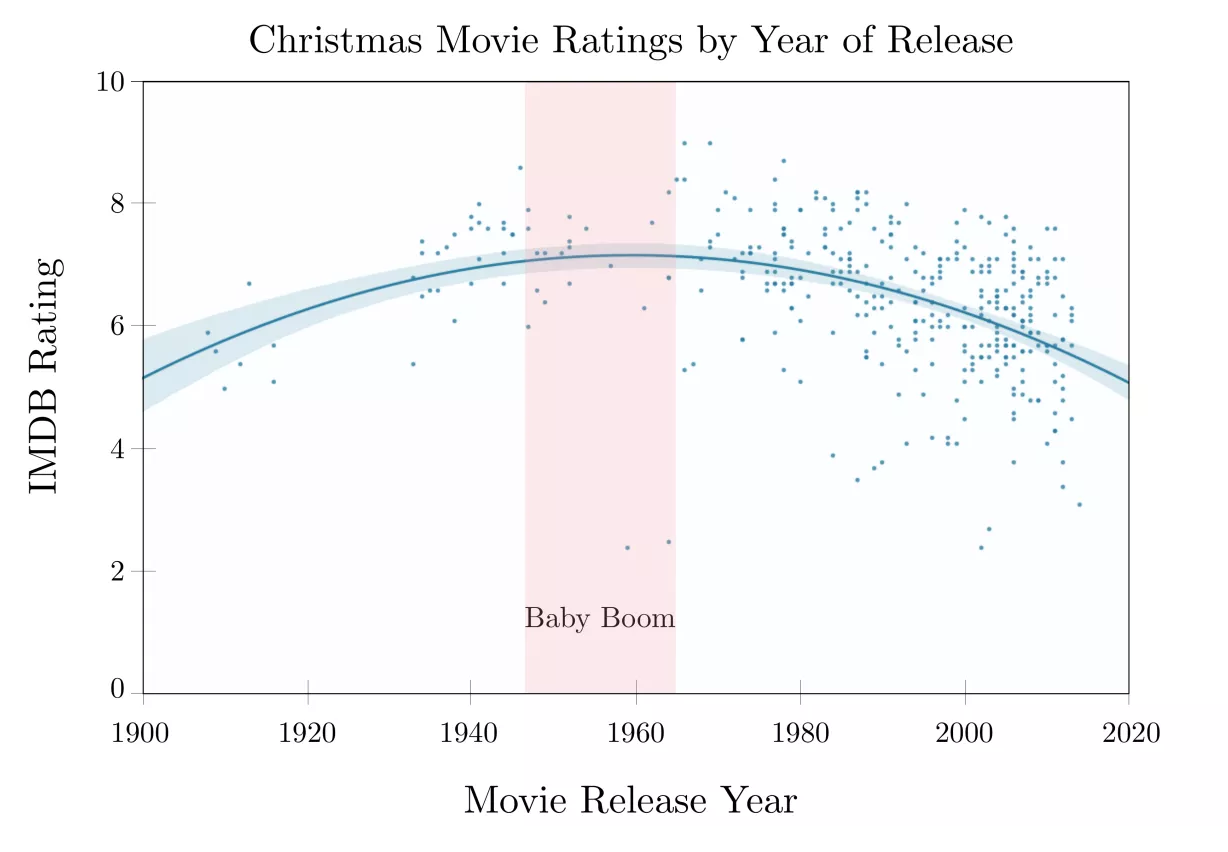 Christmas Movie Ratings by Year of Release
10
8
6
4
2
0
IMDB Rating
Baby Boom
1900 1920 1940 1960 1980 2000 2020
Movie Release Year